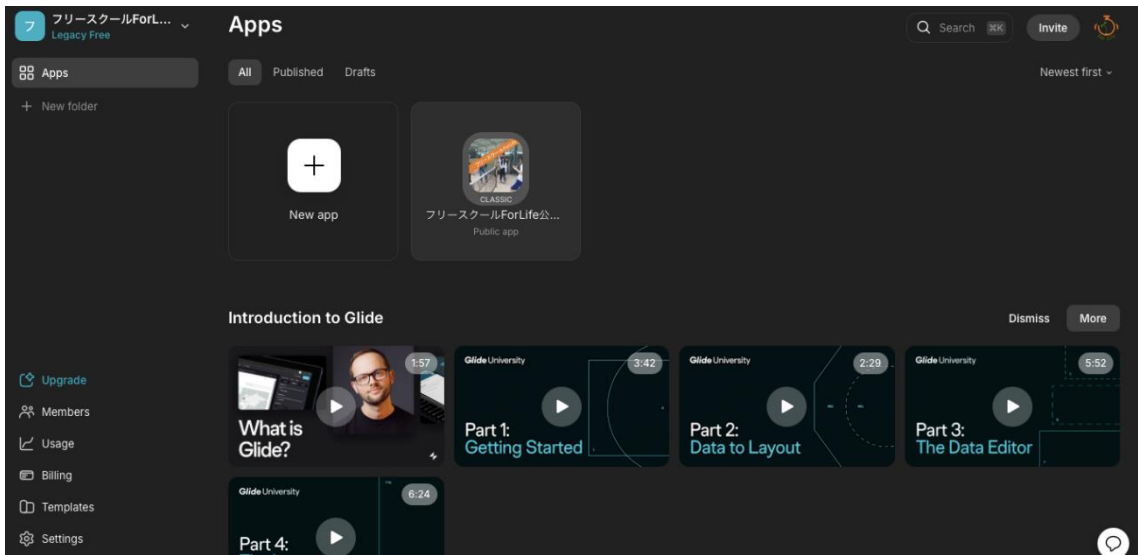 フ
フリースクールForL...
Legacy Free
Apps
Search ⌘K
Invite
Apps
New folder
All Published Drafts
Newest first
New app
CLASSIC
フリースクールForLife公...
Public app
Introduction to Glide
Dismiss
More
What is
Glide?
1:57
Glide University
3:42
Part 1:
Getting Started
Glide University
2:29
Part 2:
Data to Layout
Glide University
5:52
Part 3:
The Data Editor
Glide University
6:24
Part 4:
Upgrade
Members
Usage
Billing
Templates
Settings